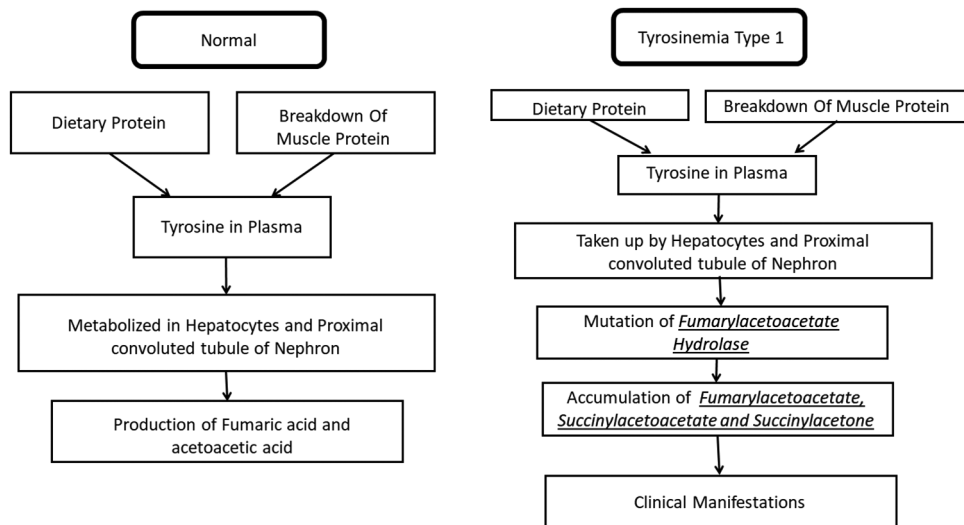 Normal
Dietary Protein
Breakdown Of
Muscle Protein
Tyrosine in Plasma
Metabolized in Hepatocytes and Proximal
convoluted tubule of Nephron
Production of Fumaric acid and
acetoacetic acid
Tyrosinemia Type 1
Dietary Protein
Breakdown Of Muscle Protein
Tyrosine in Plasma
Taken up by Hepatocytes and Proximal
convoluted tubule of Nephron
Mutation of Fumarylacetoacetate
Hydrolase
Accumulation of Fumarylacetoacetate,
Succinylacetoacetate and Succinylacetone
Clinical Manifestations